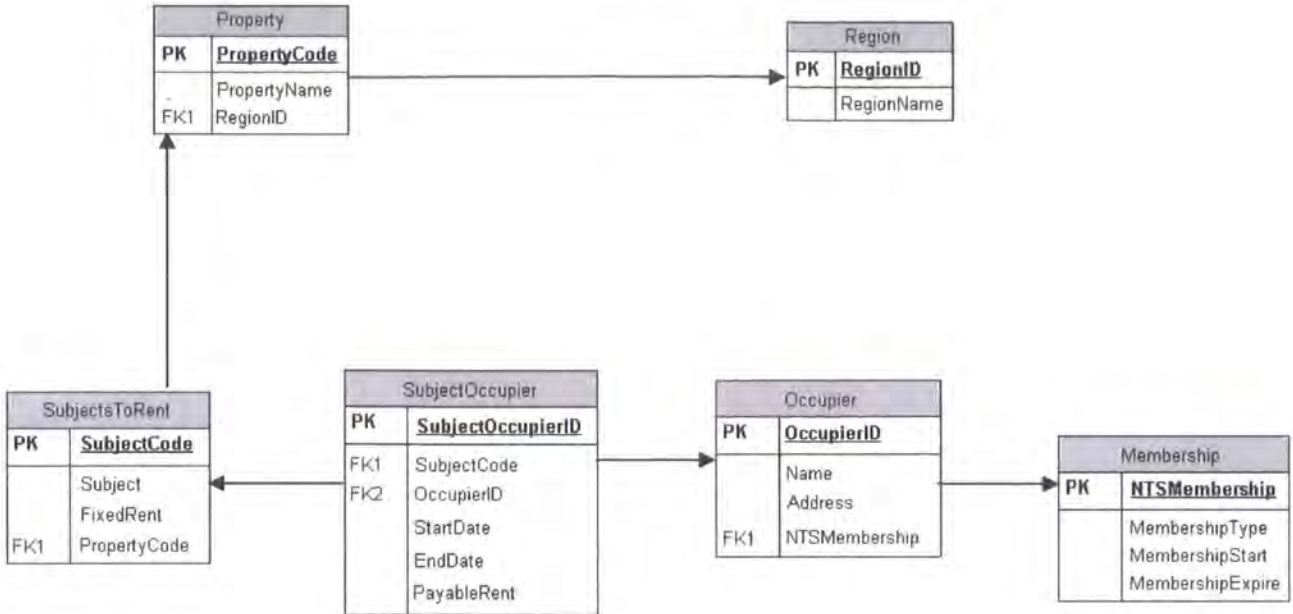 Property
PK PropertyCode
PropertyName
FK1 RegionID
Region
PK RegionID
RegionName
SubjectsToRent
PK SubjectCode
Subject
FixedRent
FK1 PropertyCode
SubjectOccupier
PK SubjectOccupierID
FK1 SubjectCode
FK2 OccupierID
StartDate
EndDate
PayableRent
Occupier
PK OccupierID
Name
Address
FK1 NTSMembership
Membership
PK NTSMembership
MembershipType
MembershipStart
MembershipExpire